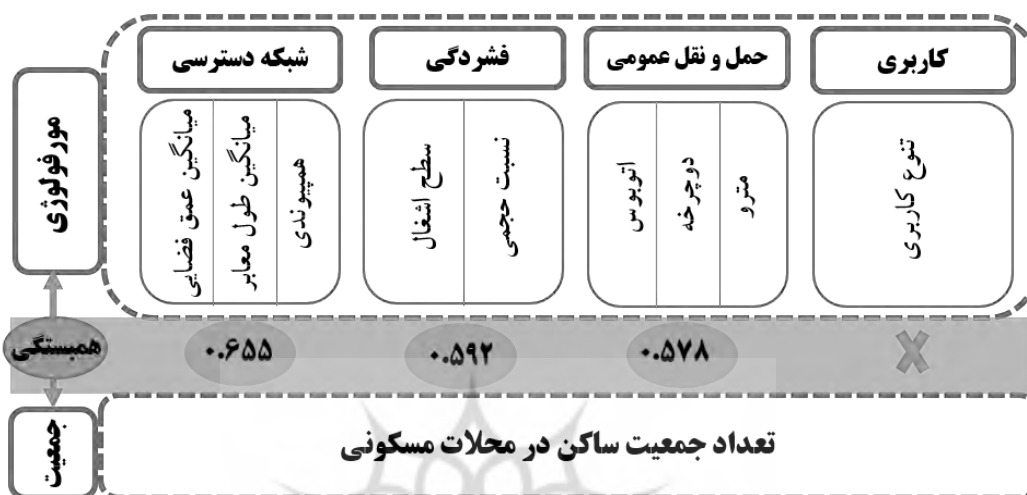 کاربری
حمل و نقل عمومی
فشردگی
شبکه دسترسی
مورفولوژی
تنوع کاربری
مترو
دوچرخه
اتوبوس
نسبت حجمی
سطح اشغال
همپیوندی
میانگین طول معابر
میانگین عمق فضایی
همبستگی
۰.۶۵۵
۰.۵۹۲
۰.۵۷۸
جمعیت
تعداد جمعیت ساکن در محلات مسکونی